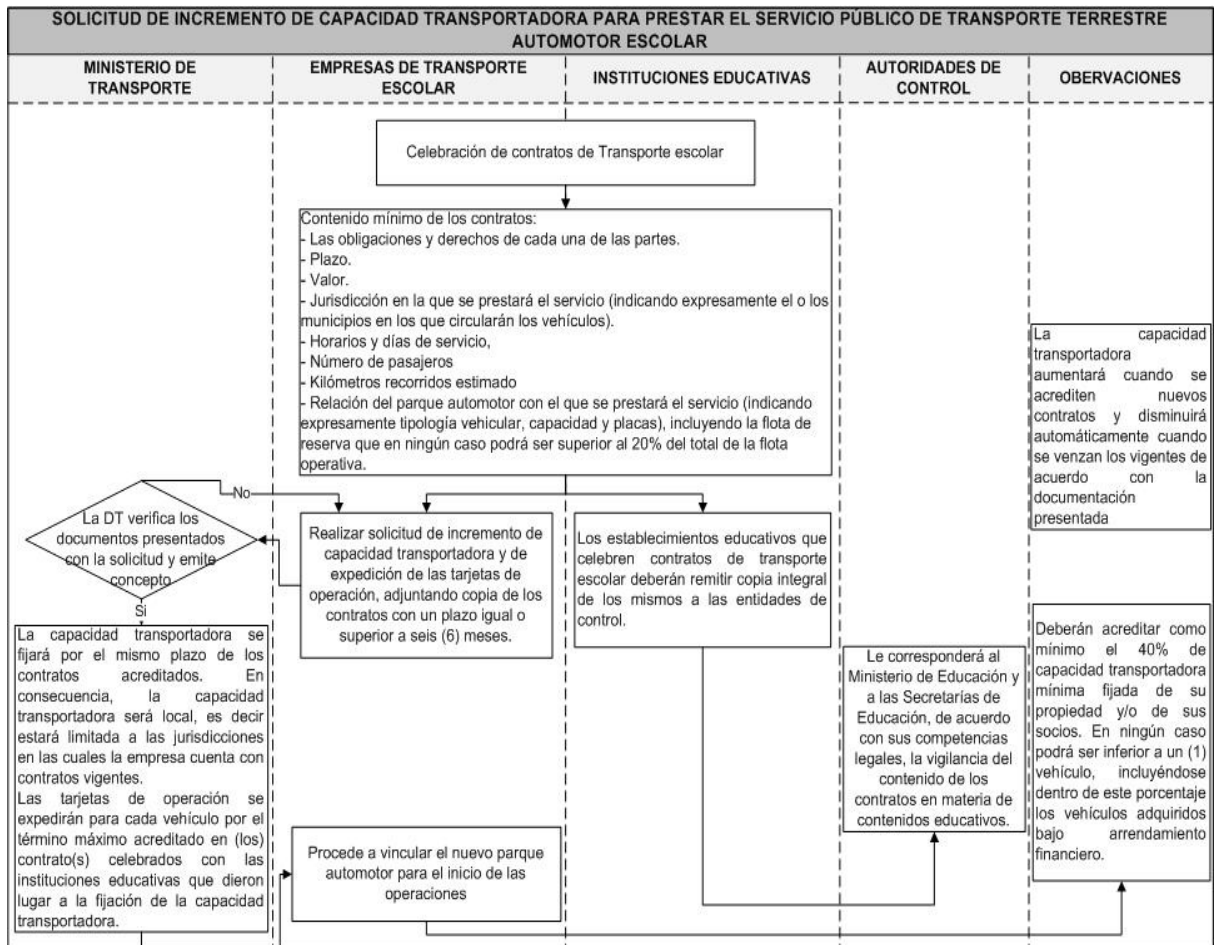 SOLICITUD DE INCREMENTO DE CAPACIDAD TRANSPORTADORA PARA PRESTAR EL SERVICIO PÚBLICO DE TRANSPORTE TERRESTRE
AUTOMOTOR ESCOLAR
MINISTERIO DE
TRANSPORTE
EMPRESAS DE TRANSPORTE
ESCOLAR
INSTITUCIONES EDUCATIVAS
AUTORIDADES DE
CONTROL
OBERVACIONES
Celebración de contratos de Transporte escolar
Contenido mínimo de los contratos:
- Las obligaciones y derechos de cada una de las partes.
- Plazo.
- Valor.
- Jurisdicción en la que se prestará el servicio (indicando expresamente el o los
municipios en los que circularán los vehículos).
- Horarios y días de servicio,
- Número de pasajeros
- Kilómetros recorridos estimado
- Relación del parque automotor con el que se prestará el servicio (indicando
expresamente tipología vehicular, capacidad y placas), incluyendo la flota de
reserva que en ningún caso podrá ser superior al 20% del total de la flota
operativa.
La capacidad
transportadora
aumentará cuando se
acrediten nuevos
contratos y disminuirá
automáticamente cuando
se venzan los vigentes de
acuerdo con la
documentación
presentada
No
La DT verifica los
documentos presentados
con la solicitud y emite
concepto
Si
Realizar solicitud de incremento de
capacidad transportadora y de
expedición de las tarjetas de
operación, adjuntando copia de los
contratos con un plazo igual o
superior a seis (6) meses.
Los establecimientos educativos que
celebren contratos de transporte
escolar deberán remitir copia integral
de los mismos a las entidades de
control.
La capacidad transportadora se
fijará por el mismo plazo de los
contratos acreditados. En
consecuencia, la capacidad
transportadora será local, es decir
estará limitada a las jurisdicciones
en las cuales la empresa cuenta con
contratos vigentes.
Las tarjetas de operación se
expedirán para cada vehículo por el
término máximo acreditado en (los)
contrato(s) celebrados con las
instituciones educativas que dieron
lugar a la fijación de la capacidad
transportadora.
Le corresponderá al
Ministerio de Educación y
a las Secretarías de
Educación, de acuerdo
con sus competencias
legales, la vigilancia del
contenido de los
contratos en materia de
contenidos educativos.
Deberán acreditar como
mínimo el 40% de
capacidad transportadora
mínima fijada de su
propiedad y/o de sus
socios. En ningún caso
podrá ser inferior a un (1)
vehículo, incluyéndose
dentro de este porcentaje
los vehículos adquiridos
bajo arrendamiento
financiero.
Procede a vincular el nuevo parque
automotor para el inicio de las
operaciones